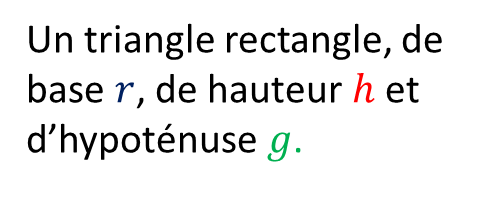 Un triangle rectangle, de
base r, de hauteur h et
d’hypoténuse g.